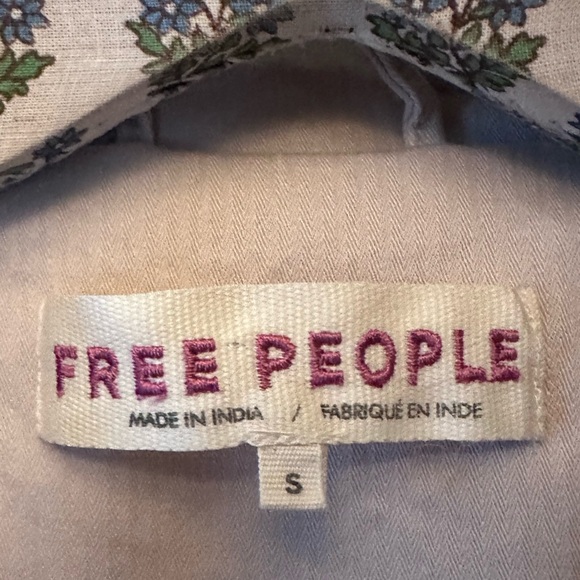 FREE PEOPLE
MADE IN INDIA / FABRIQUÉ EN INDE
S